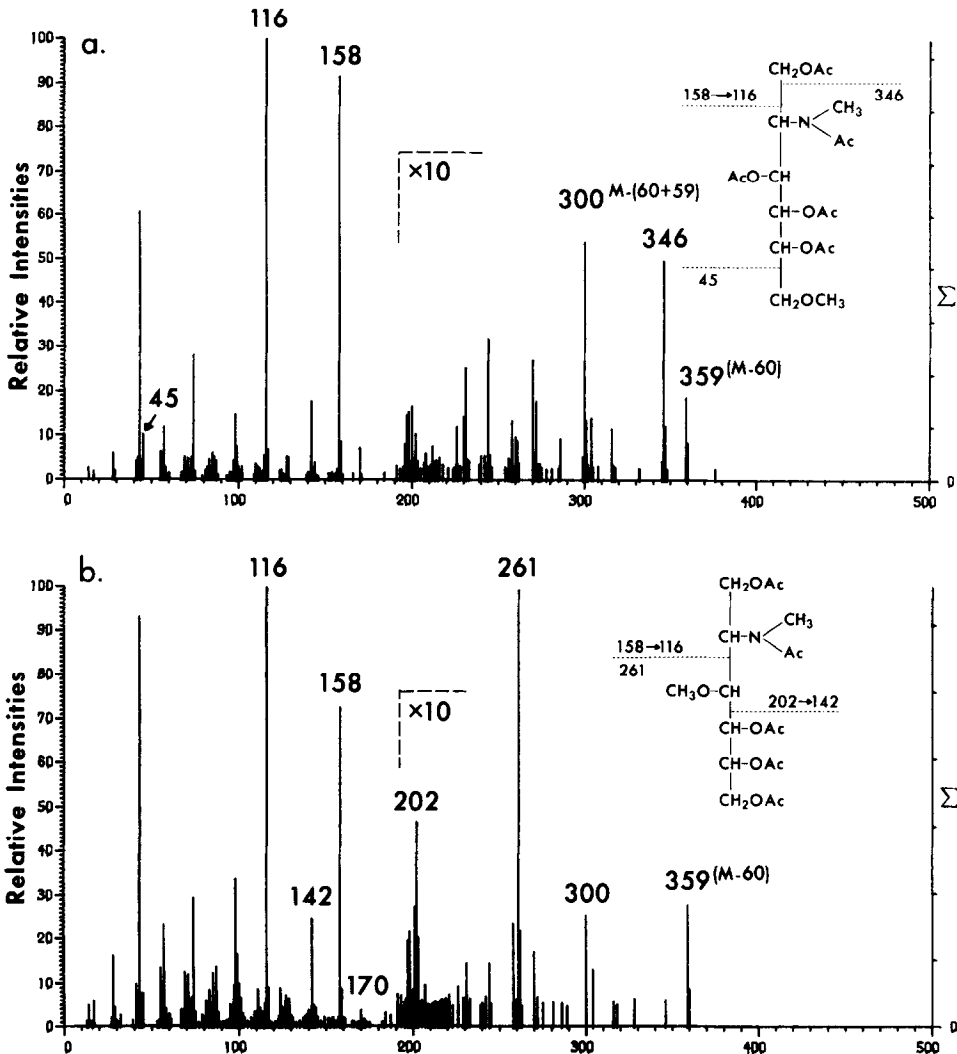 a.
Relative Intensities
100
90
80
70
60
50
40
30
20
10
0
116
158
×10
300 M-(60+59)
346
359 (M-60)
45
0 100 200 300 400 500
Σ
0
CH₂OAc
158→116
346
CH-N
CH₃
Ac
AcO-CH
CH-OAc
CH-OAc
45
CH₂OCH₃
b.
Relative Intensities
100
90
80
70
60
50
40
30
20
10
0
116
261
158
×10
202
142
170
300
359 (M-60)
0 100 200 300 400 500
Σ
0
CH₂OAc
CH-N
CH₃
Ac
158→116
261
CH₃O-CH
202→142
CH-OAc
CH-OAc
CH₂OAc